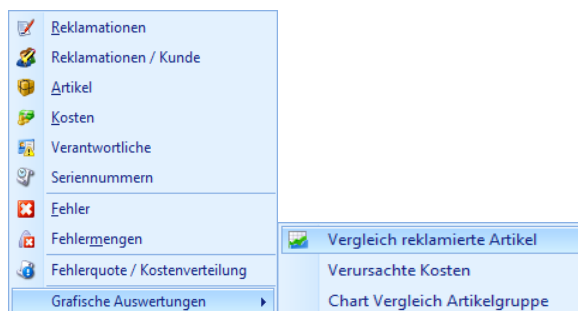 Reklamationen
Reklamationen / Kunde
Artikel
Kosten
Verantwortliche
Seriennummern
Fehler
Fehlermengen
Fehlerquote / Kostenverteilung
Grafische Auswertungen
Vergleich reklamierte Artikel
Verursachte Kosten
Chart Vergleich Artikelgruppe